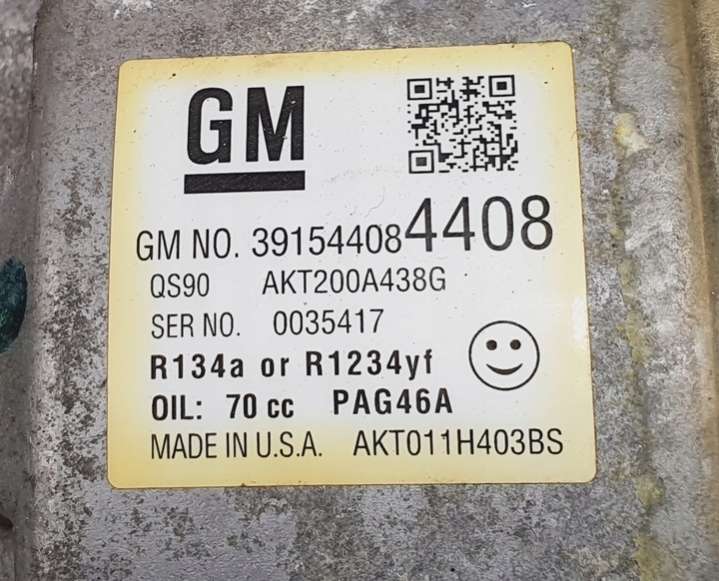 GM
GM NO. 39154408 4408
QS90 AKT200A438G
SER NO. 0035417
R134a or R1234yf
OIL: 70 cc PAG46A
MADE IN U.S.A. AKT011H403BS